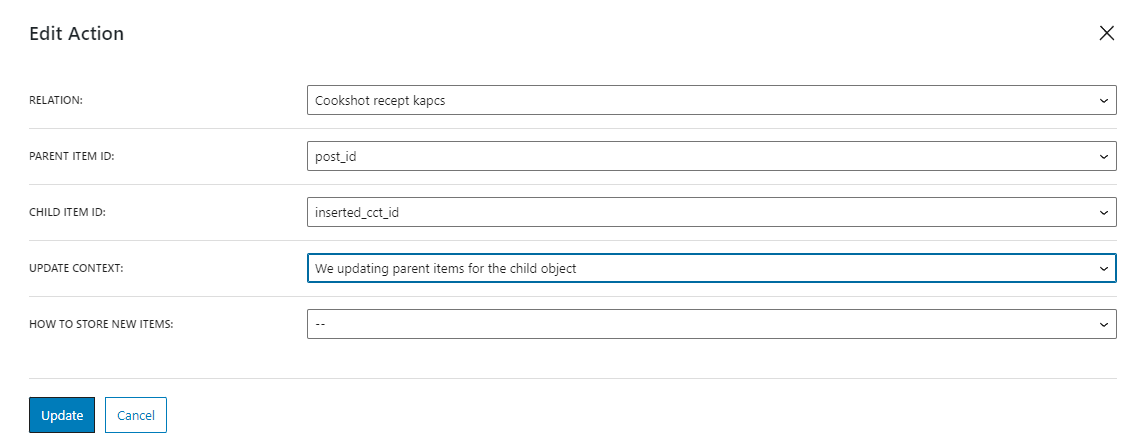 Edit Action
RELATION:
Cookshot recept kapcs
PARENT ITEM ID:
post_id
CHILD ITEM ID:
inserted_cct_id
UPDATE CONTEXT:
We updating parent items for the child object
HOW TO STORE NEW ITEMS:
--
Update
Cancel